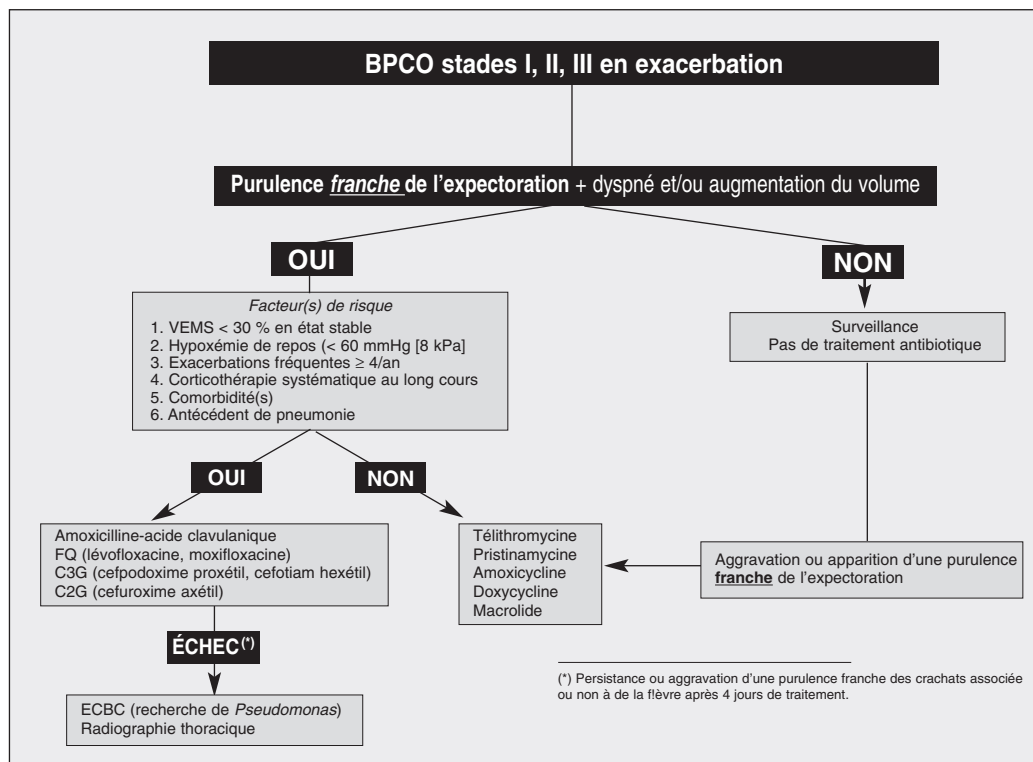 BPCO stades I, II, III en exacerbation
Purulence franche de l'expectoration + dyspné et/ou augmentation du volume
OUI
NON
Facteur(s) de risque
1. VEMS < 30 % en état stable
2. Hypoxémie de repos (< 60 mmHg [8 kPa]
3. Exacerbations fréquentes ≥ 4/an
4. Corticothérapie systématique au long cours
5. Comorbidité(s)
6. Antécédent de pneumonie
Surveillance
Pas de traitement antibiotique
OUI
NON
Amoxicilline-acide clavulanique
FQ (lévofloxacine, moxifloxacine)
C3G (cefpodoxime proxétil, cefotiam hexétil)
C2G (cefuroxime axétil)
Télithromycine
Pristinamycine
Amoxicycline
Doxycycline
Macrolide
Aggravation ou apparition d'une purulence
franche de l'expectoration
ÉCHEC(*)
ECBC (recherche de Pseudomonas)
Radiographie thoracique
(*) Persistance ou aggravation d'une purulence franche des crachats associée
ou non à de la flèvre après 4 jours de traitement.